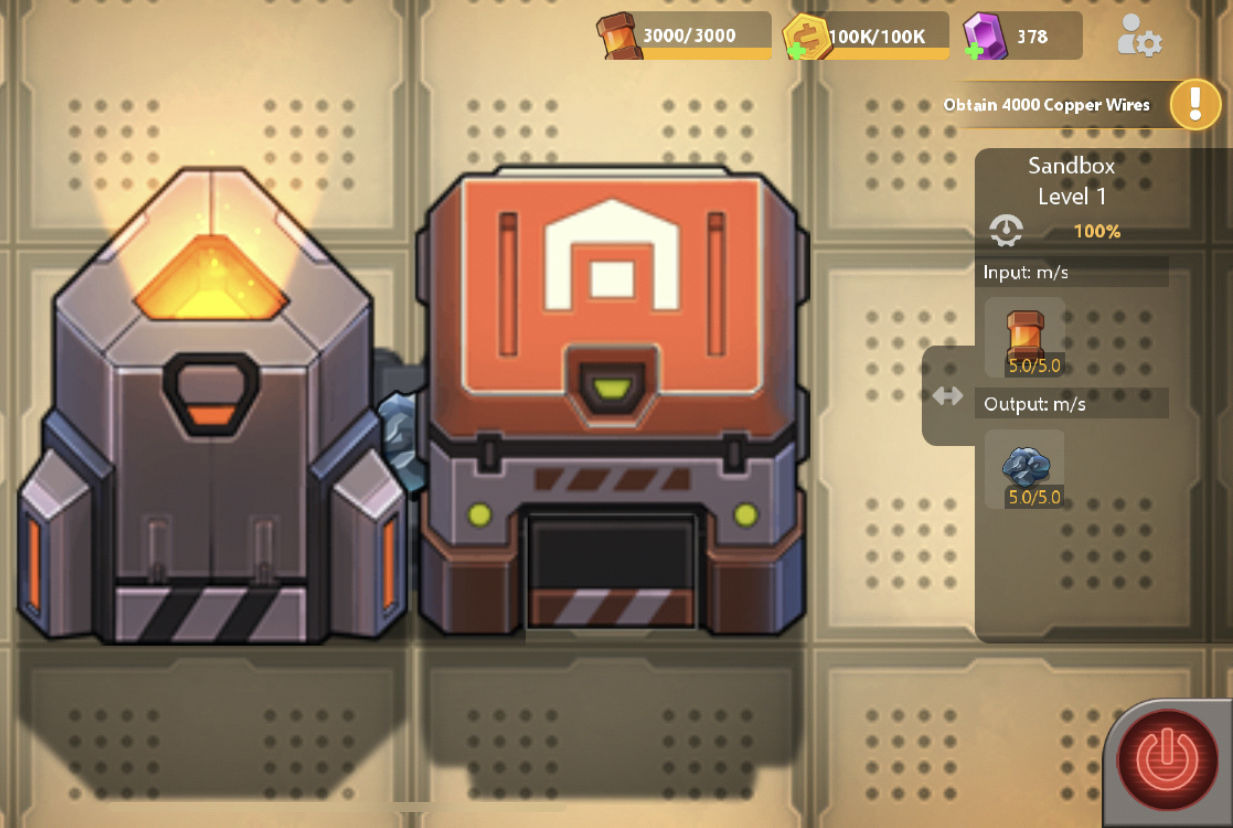 3000/3000
100K/100K
378
Obtain 4000 Copper Wires
Sandbox
Level 1
100%
Input: m/s
5.0/5.0
Output: m/s
5.0/5.0